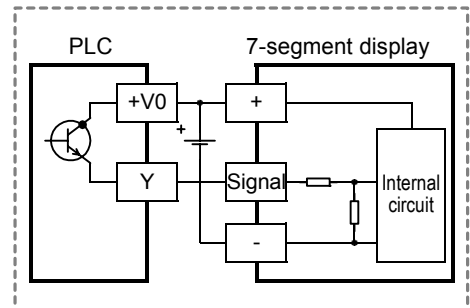 PLC
7-segment display
+V0
+
+
Y
Signal
Internal
circuit
-